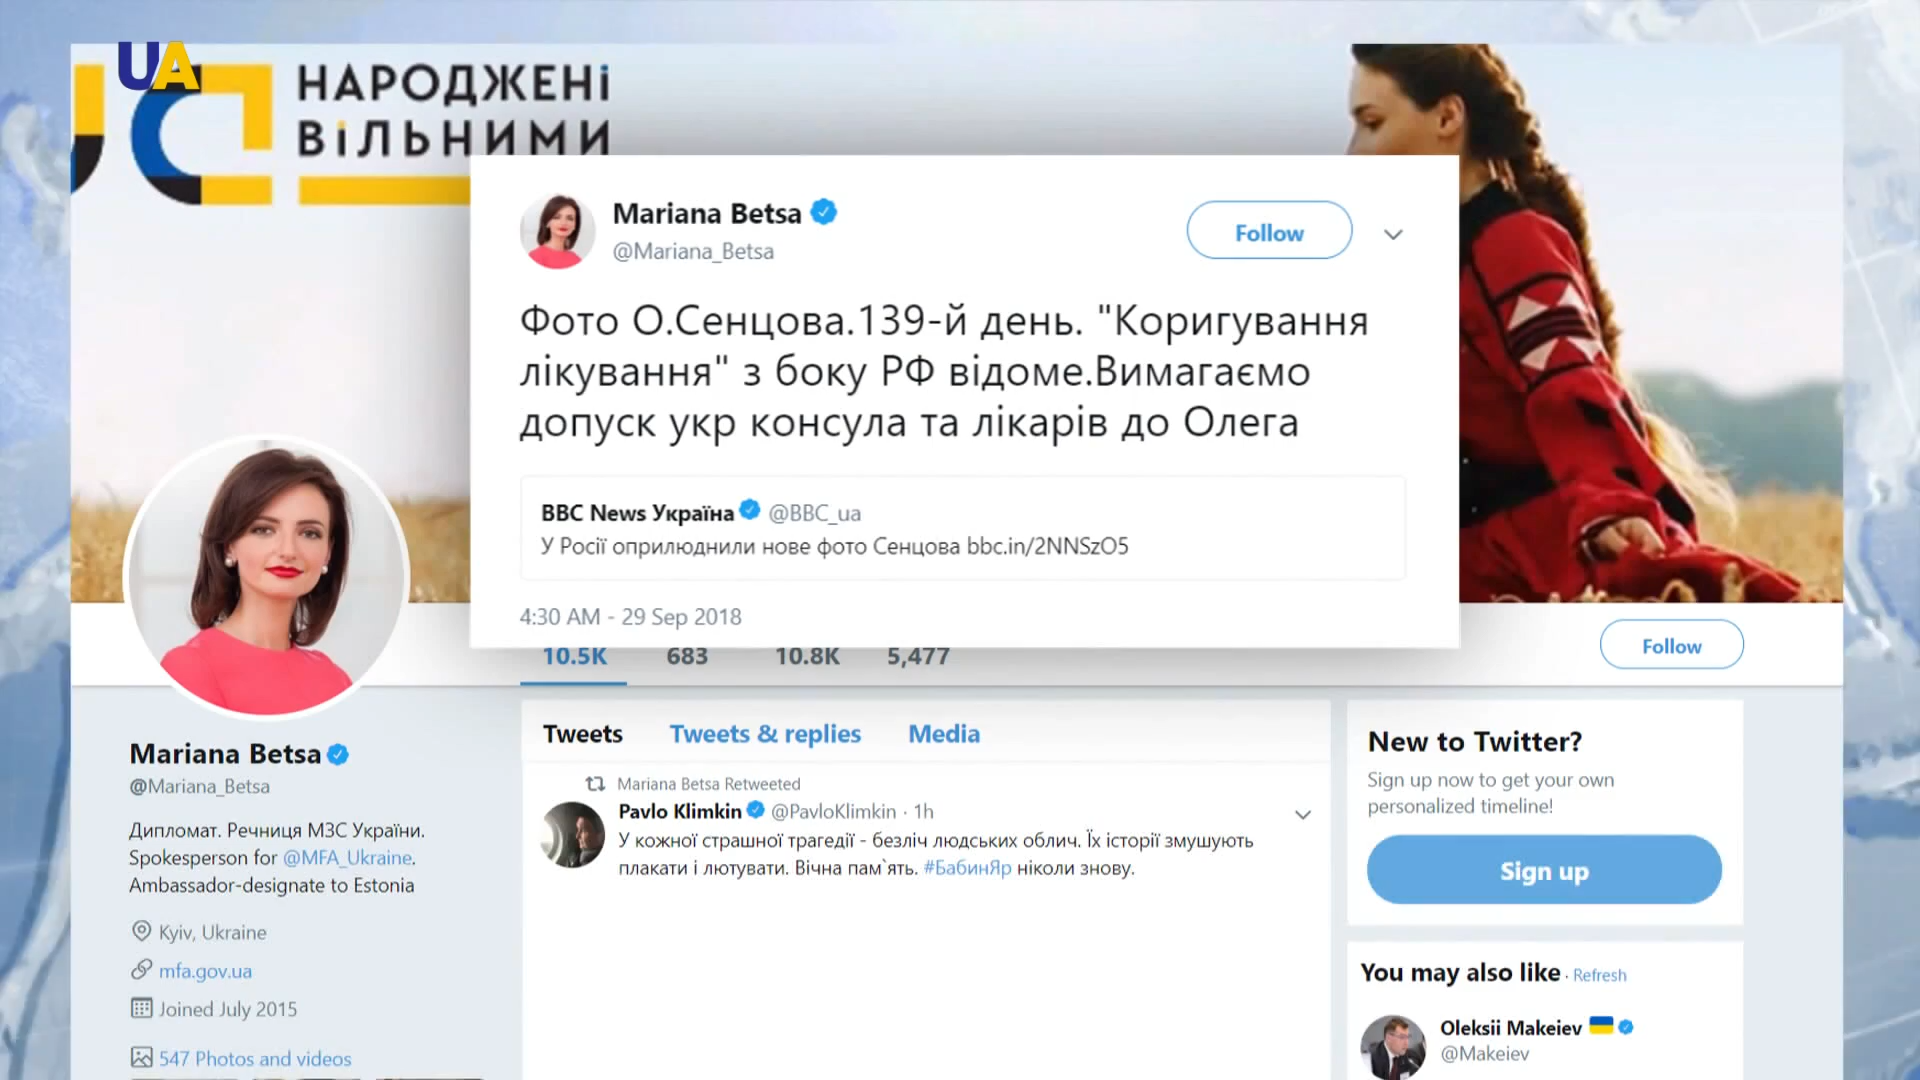 UA
НАРОДЖЕНІ
ВІЛЬНИМИ
Mariana Betsa
@Mariana_Betsa
Follow
Фото О.Сенцова.139-й день. "Коригування
лікування" з боку РФ відоме.Вимагаємо
допуск укр консула та лікарів до Олега
BBC News Україна @BBC_ua
У Росії оприлюднили нове фото Сенцова bbc.in/2NNSzO5
4:30 AM - 29 Sep 2018
10.5K 683 10.8K 5,477
Follow
Mariana Betsa
@Mariana_Betsa
Дипломат. Речниця МЗС України.
Spokesperson for @MFA_Ukraine.
Ambassador-designate to Estonia
Kyiv, Ukraine
mfa.gov.ua
Joined July 2015
547 Photos and videos
Tweets Tweets & replies Media
Mariana Betsa Retweeted
Pavlo Klimkin @PavloKlimkin · 1h
У кожної страшної трагедії - безліч людських облич. Їх історії змушують
плакати і лютувати. Вічна пам`ять. #БабинЯр ніколи знову.
New to Twitter?
Sign up now to get your own
personalized timeline!
Sign up
You may also like · Refresh
Oleksii Makeiev
@Makeiev